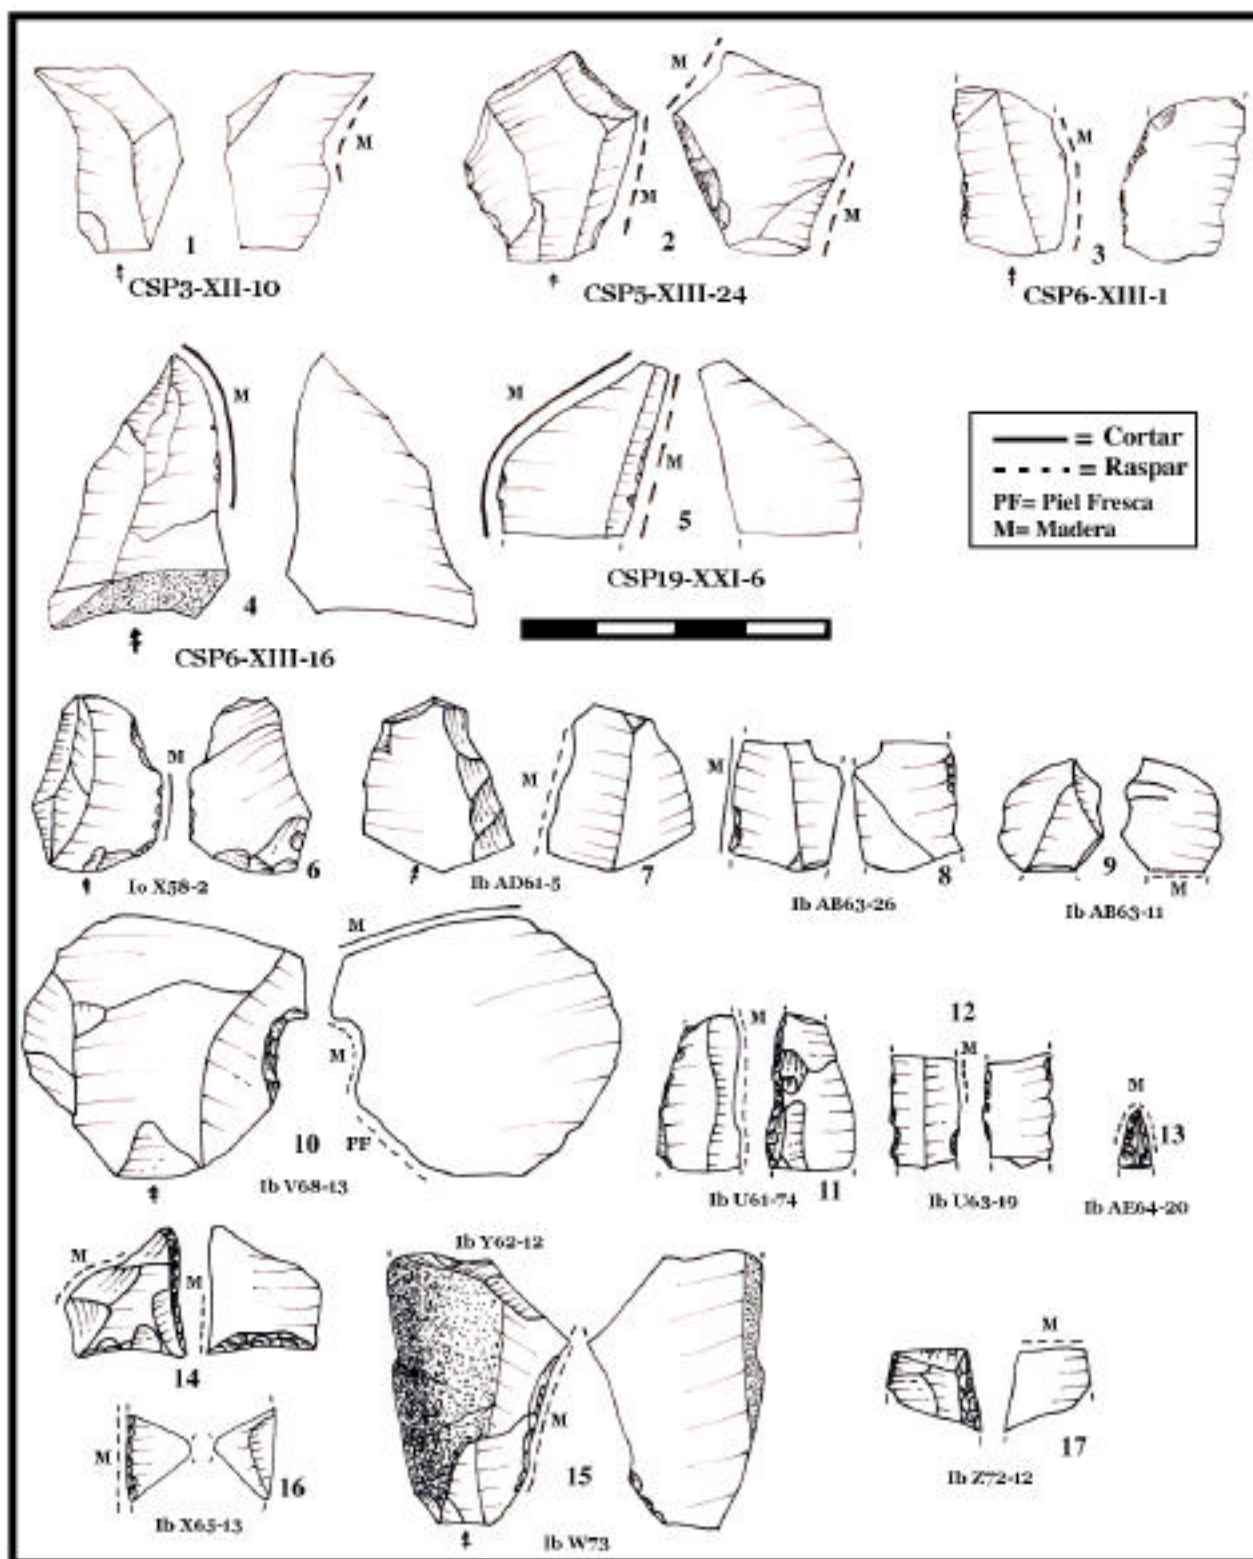 M
1
CSP3-XII-10
M
M
M
2
CSP5-XIII-24
M
3
CSP6-XIII-1
M
4
CSP6-XIII-16
M
M
5
CSP19-XXI-6
= Cortar
= Raspar
PF= Piel Fresca
M= Madera
M
6
Io X58-2
M
7
Ib AD61-5
M
8
Ib AB63-26
9
M
Ib AB63-11
M
M
PF
10
Ib V68-13
M
11
Ib U61-74
12
M
Ib U63-19
M
13
Ib AE64-20
M
M
14
Ib Y62-12
M
15
Ib W73
M
16
Ib X65-13
M
17
Ib Z72-12